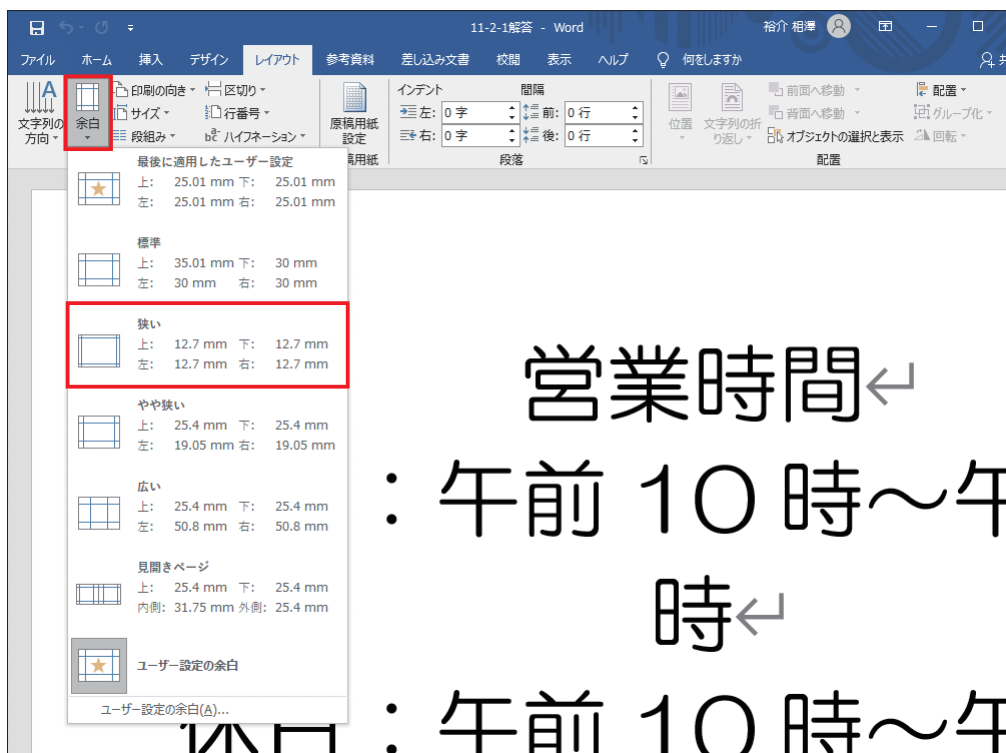 11-2-1解答 - Word
裕介 相澤
ファイル ホーム 挿入 デザイン レイアウト 参考資料 差し込み文書 校閲 表示 ヘルプ 何をしますか
文字列の方向
余白
印刷の向き
サイズ
段組み
区切り
行番号
ハイフネーション
原稿用紙設定
稿用紙
インデント
左: 0 字
右: 0 字
間隔
前: 0 行
後: 0 行
段落
位置
文字列の折り返し
前面へ移動
背面へ移動
オブジェクトの選択と表示
配置
グループ化
回転
配置
最後に適用したユーザー設定
上: 25.01 mm 下: 25.01 mm
左: 25.01 mm 右: 25.01 mm
標準
上: 35.01 mm 下: 30 mm
左: 30 mm 右: 30 mm
狭い
上: 12.7 mm 下: 12.7 mm
左: 12.7 mm 右: 12.7 mm
やや狭い
上: 25.4 mm 下: 25.4 mm
左: 19.05 mm 右: 19.05 mm
広い
上: 25.4 mm 下: 25.4 mm
左: 50.8 mm 右: 50.8 mm
見開きページ
上: 25.4 mm 下: 25.4 mm
内側: 31.75 mm 外側: 25.4 mm
ユーザー設定の余白
ユーザー設定の余白(A)...
営業時間
：午前 10 時～午
時
休日：午前 10 時～午